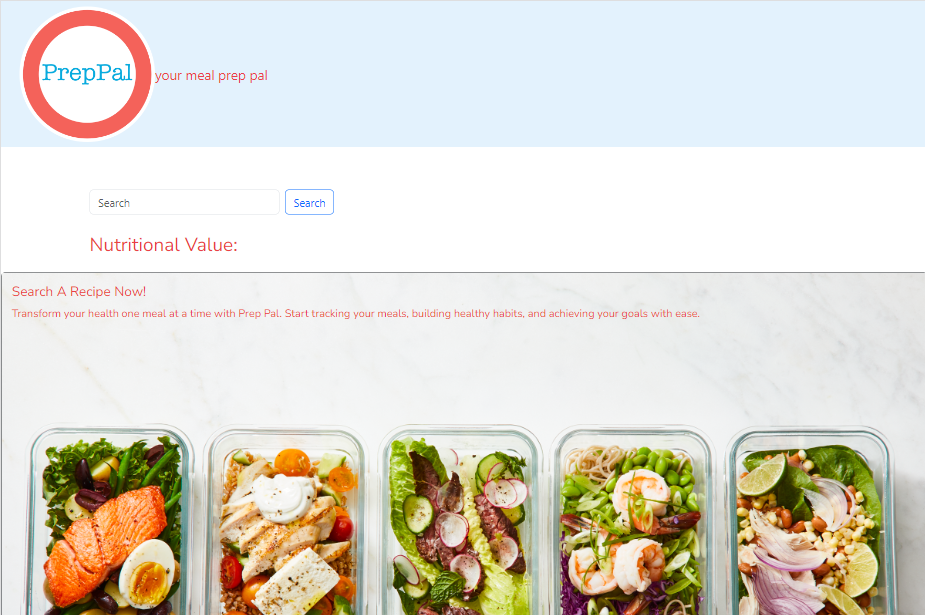 PrepPal
your meal prep pal
Search Search
Nutritional Value:
Search A Recipe Now!
Transform your health one meal at a time with Prep Pal. Start tracking your meals, building healthy habits, and achieving your goals with ease.